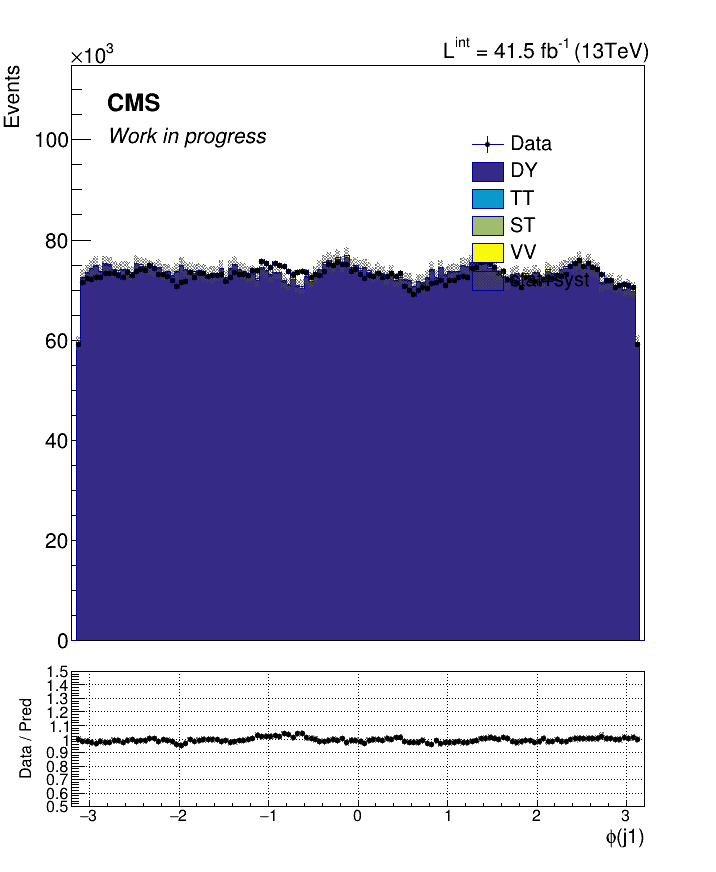 ×10³
L^int = 41.5 fb⁻¹ (13TeV)
Events
CMS
Work in progress
Data
DY
TT
ST
VV
stat+syst
100
80
60
40
20
0
Data / Pred
1.5
1.4
1.3
1.2
1.1
1
0.9
0.8
0.7
0.6
0.5
−3 −2 −1 0 1 2 3
ϕ(j1)